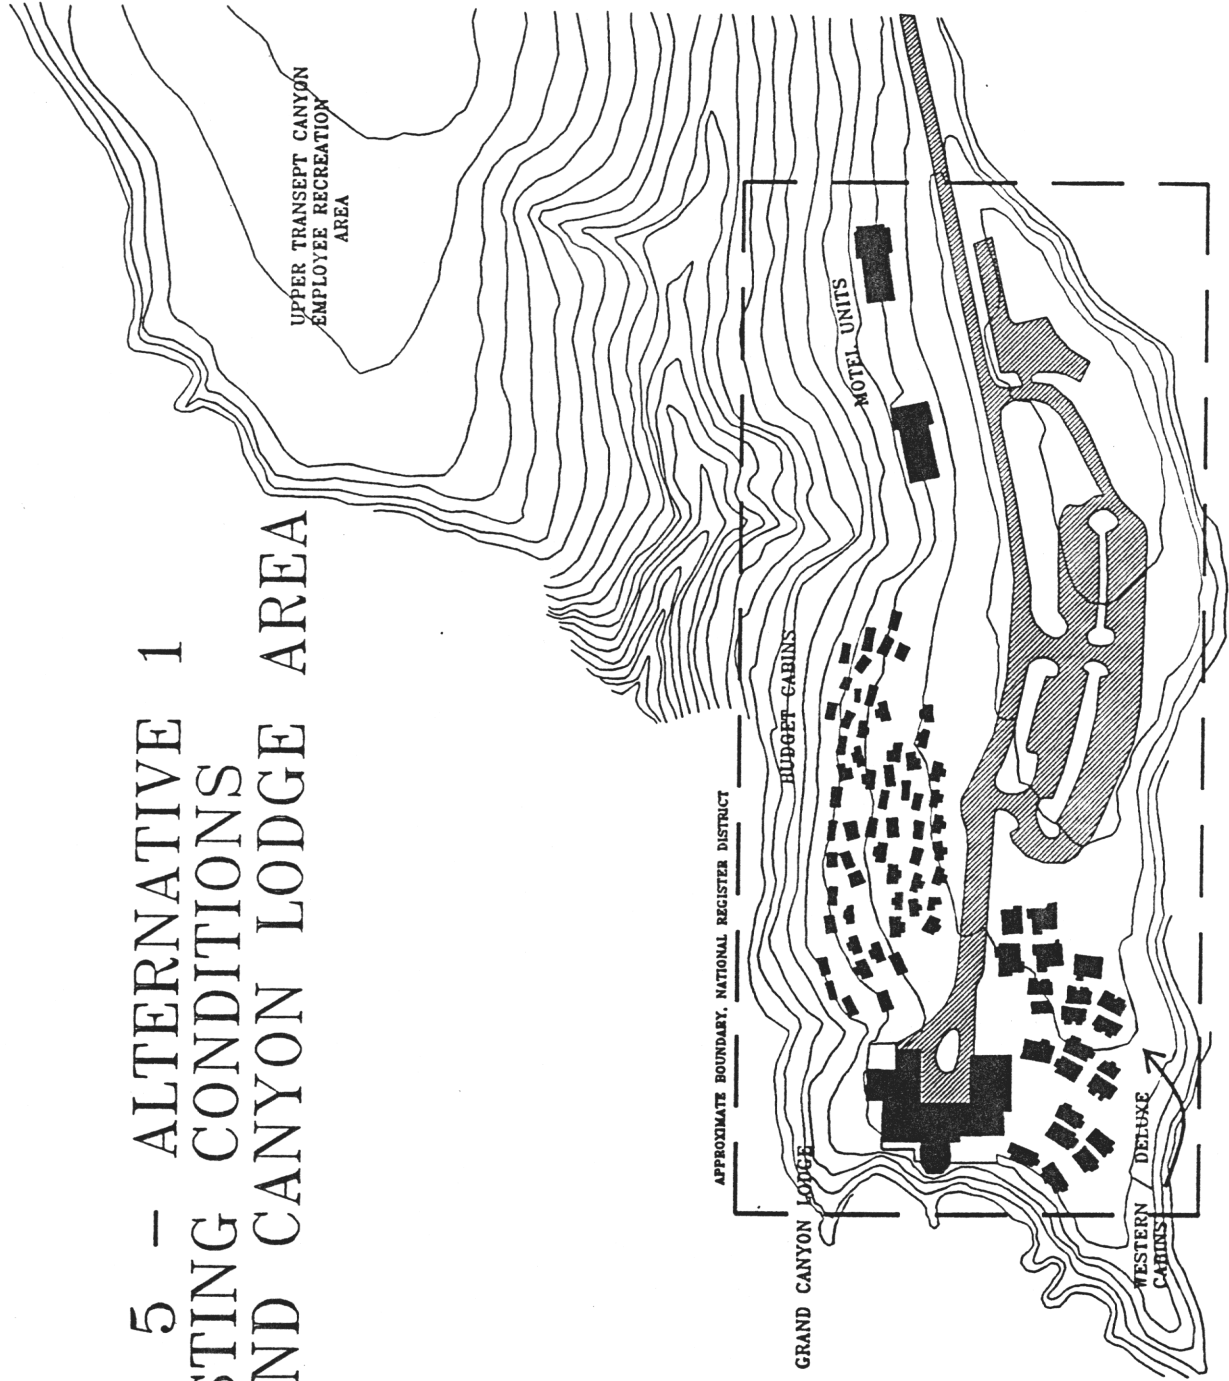 5 – ALTERNATIVE 1
STING CONDITIONS
ND CANYON LODGE AREA
UPPER TRANSEPT CANYON
EMPLOYEE RECREATION
AREA
MOTEL UNITS
BUDGET CABINS
APPROXIMATE BOUNDARY, NATIONAL REGISTER DISTRICT
GRAND CANYON LODGE
WESTERN / DELUXE
CABINS